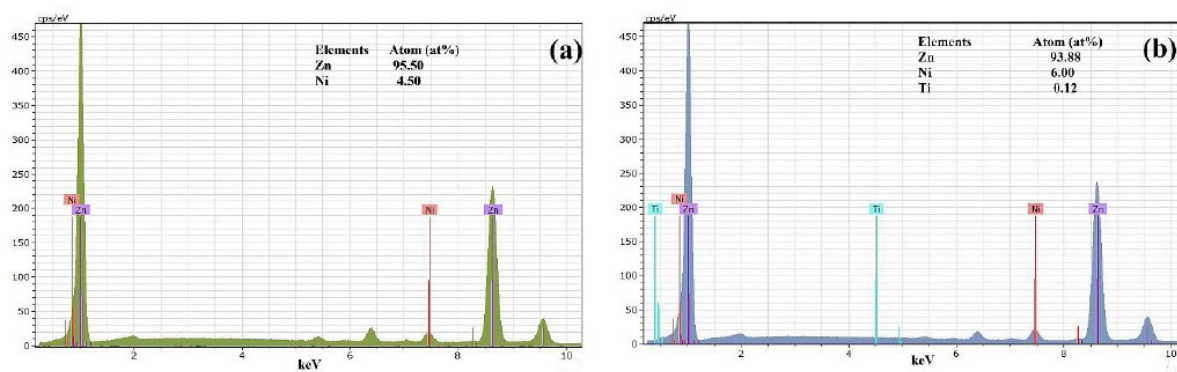 cps/eV
450
400
350
300
250
200
150
100
50
0
Elements Atom (at%)
Zn 95.50
Ni 4.50
(a)
Ni
Zn
Ni
Zn
2 4 6 8 10
keV
cps/eV
450
400
350
300
250
200
150
100
50
0
Elements Atom (at%)
Zn 93.88
Ni 6.00
Ti 0.12
(b)
Ti
Ni
Zn
Ti
Ni
Zn
2 4 6 8 10
keV